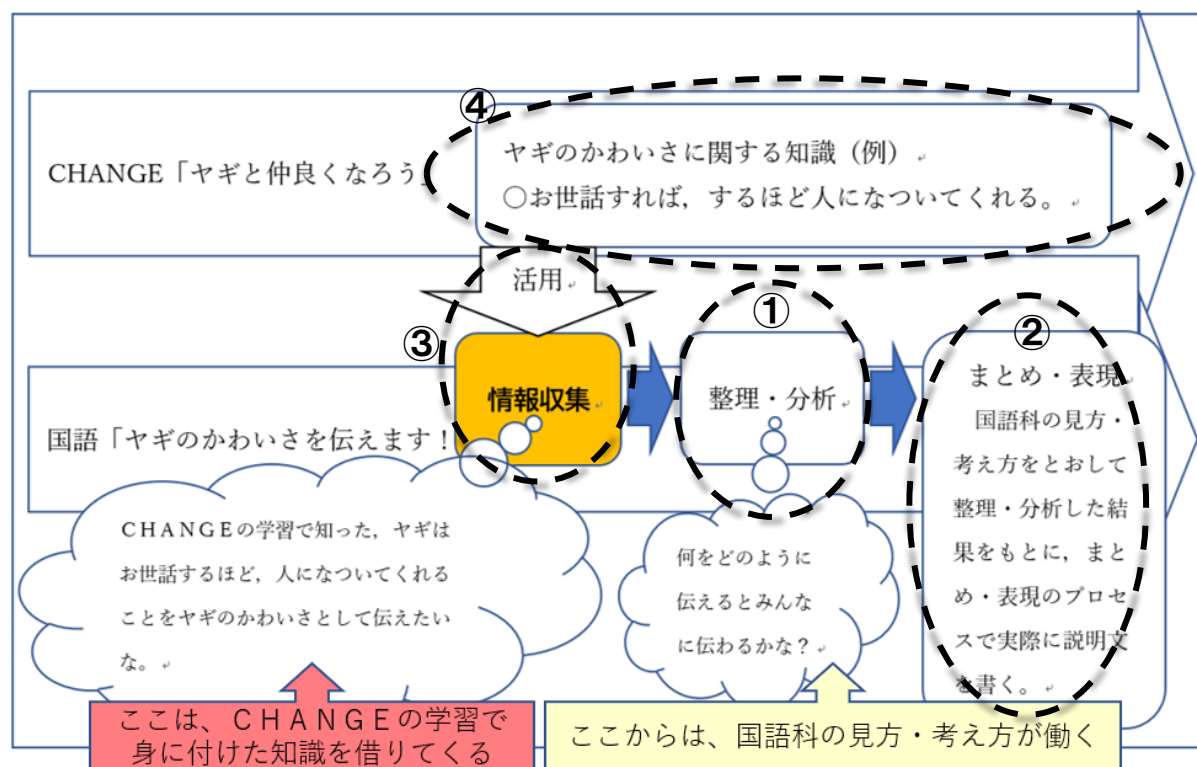 ④
ヤギのかわいさに関する知識（例）
CHANGE「ヤギと仲良くなろう」
○お世話すれば，するほど人になついてくれる。
活用
③
①
②
情報収集
整理・分析
まとめ・表現
国語「ヤギのかわいさを伝えます！
国語科の見方・
考え方をとおして
整理・分析した結
果をもとに，まと
め・表現のプロセ
スで実際に説明文
を書く。
ＣＨＡＮＧＥの学習で知った，ヤギは
お世話するほど，人になついてくれる
ことをヤギのかわいさとして伝えたい
な。
何をどのように
伝えるとみんな
に伝わるかな？
ここは、ＣＨＡＮＧＥの学習で
身に付けた知識を借りてくる
ここからは、国語科の見方・考え方が働く